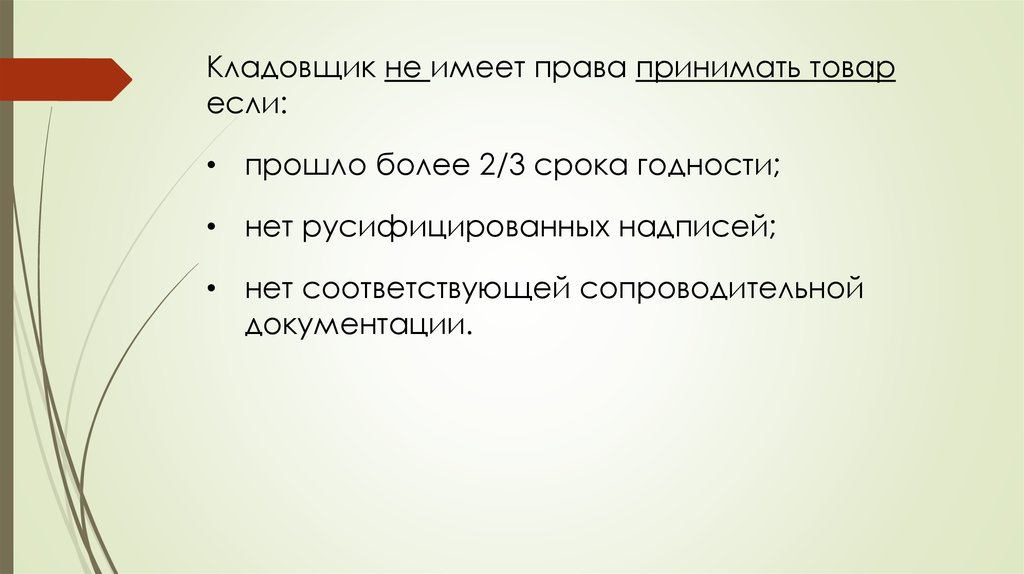 Кладовщик не имеет права принимать товар
если:
• прошло более 2/3 срока годности;
• нет русифицированных надписей;
• нет соответствующей сопроводительной
документации.